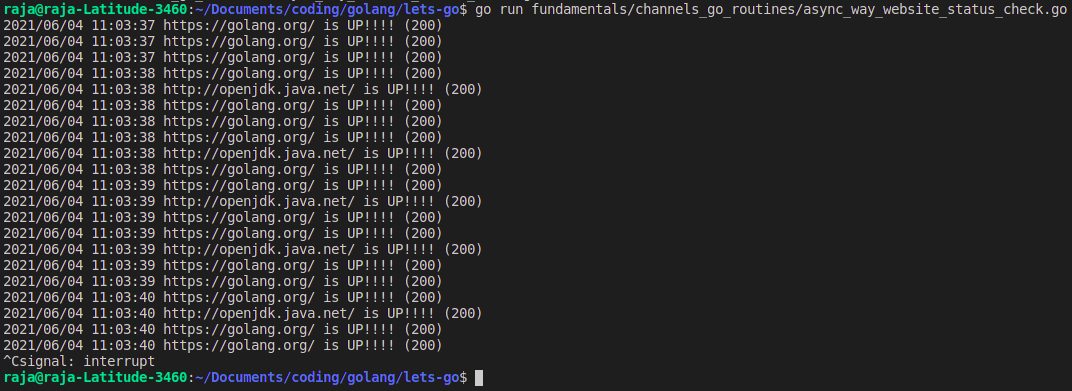 raja@raja-Latitude-3460:~/Documents/coding/golang/lets-go$ go run fundamentals/channels_go_routines/async_way_website_status_check.go
2021/06/04 11:03:37 https://golang.org/ is UP!!!! (200)
2021/06/04 11:03:37 https://golang.org/ is UP!!!! (200)
2021/06/04 11:03:37 https://golang.org/ is UP!!!! (200)
2021/06/04 11:03:38 https://golang.org/ is UP!!!! (200)
2021/06/04 11:03:38 http://openjdk.java.net/ is UP!!!! (200)
2021/06/04 11:03:38 https://golang.org/ is UP!!!! (200)
2021/06/04 11:03:38 https://golang.org/ is UP!!!! (200)
2021/06/04 11:03:38 https://golang.org/ is UP!!!! (200)
2021/06/04 11:03:38 http://openjdk.java.net/ is UP!!!! (200)
2021/06/04 11:03:38 https://golang.org/ is UP!!!! (200)
2021/06/04 11:03:39 https://golang.org/ is UP!!!! (200)
2021/06/04 11:03:39 http://openjdk.java.net/ is UP!!!! (200)
2021/06/04 11:03:39 https://golang.org/ is UP!!!! (200)
2021/06/04 11:03:39 https://golang.org/ is UP!!!! (200)
2021/06/04 11:03:39 http://openjdk.java.net/ is UP!!!! (200)
2021/06/04 11:03:39 https://golang.org/ is UP!!!! (200)
2021/06/04 11:03:39 https://golang.org/ is UP!!!! (200)
2021/06/04 11:03:40 https://golang.org/ is UP!!!! (200)
2021/06/04 11:03:40 http://openjdk.java.net/ is UP!!!! (200)
2021/06/04 11:03:40 https://golang.org/ is UP!!!! (200)
2021/06/04 11:03:40 https://golang.org/ is UP!!!! (200)
^Csignal: interrupt
raja@raja-Latitude-3460:~/Documents/coding/golang/lets-go$